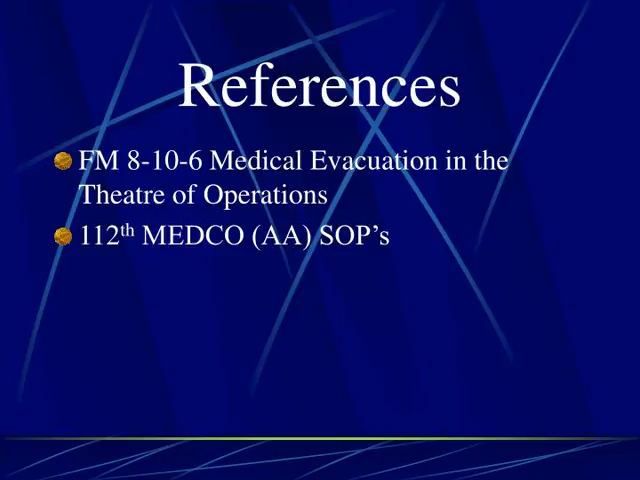 References
FM 8-10-6 Medical Evacuation in the
Theatre of Operations
112th MEDCO (AA) SOP’s